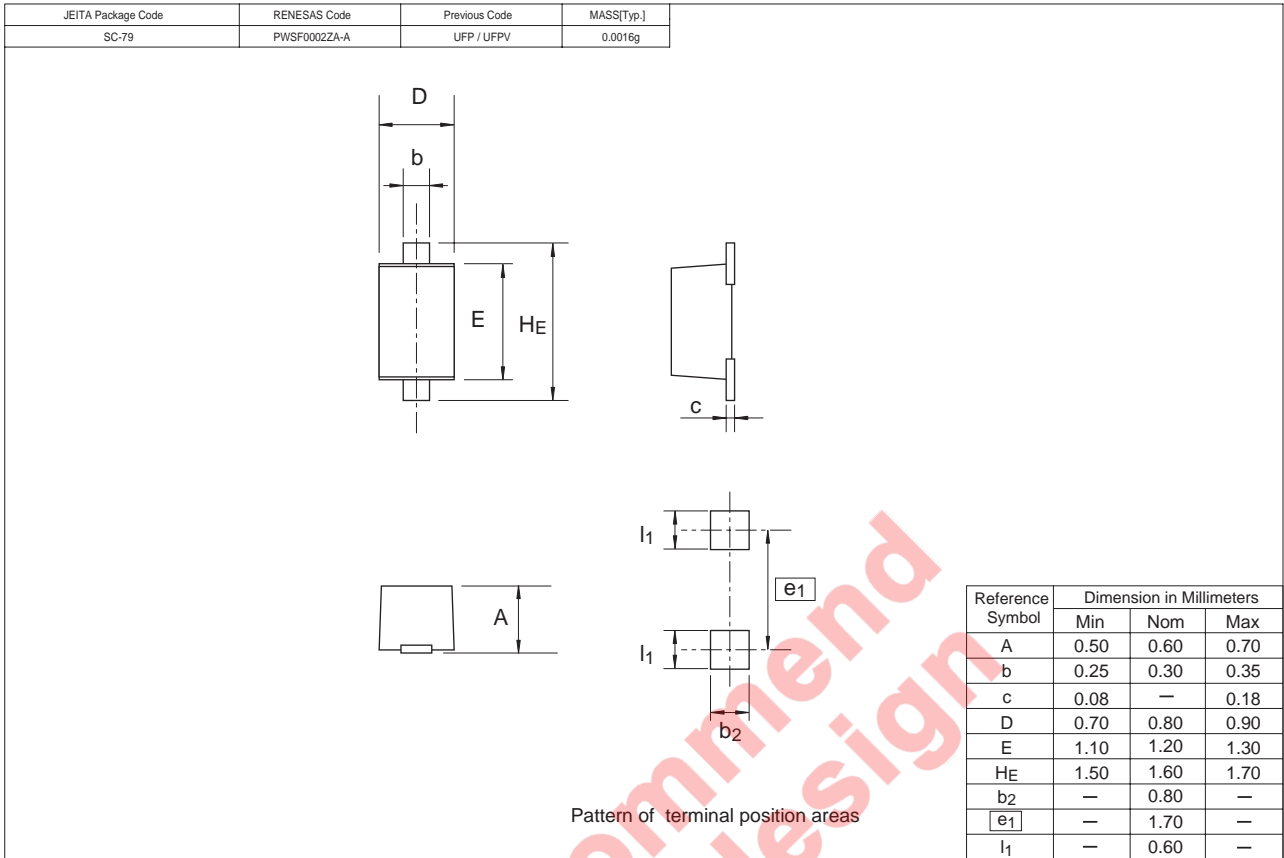 JEITA Package Code RENESAS Code Previous Code MASS[Typ.]
SC-79 PWSF0002ZA-A UFP / UFPV 0.0016g
D
b
E
HE
c
A
l1
e1
l1
b2
Pattern of terminal position areas
Reference Symbol Dimension in Millimeters
Min Nom Max
A 0.50 0.60 0.70
b 0.25 0.30 0.35
c 0.08 — 0.18
D 0.70 0.80 0.90
E 1.10 1.20 1.30
HE 1.50 1.60 1.70
b2 — 0.80 —
e1 — 1.70 —
l1 — 0.60 —
ommend
design